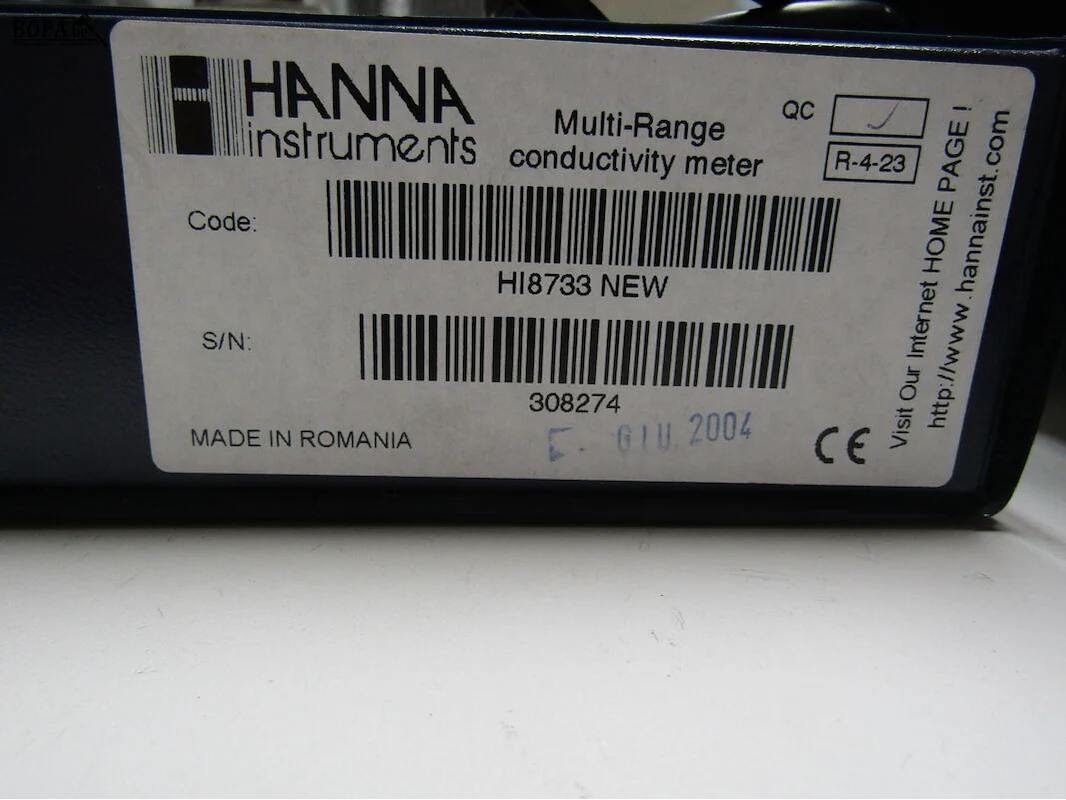 HANNA
instruments
Multi-Range
conductivity meter
QC
R-4-23
Code:
HI8733 NEW
S/N:
308274
MADE IN ROMANIA
GIU. 2004
CE
Visit Our Internet HOME PAGE !
http://www.hannainst.com